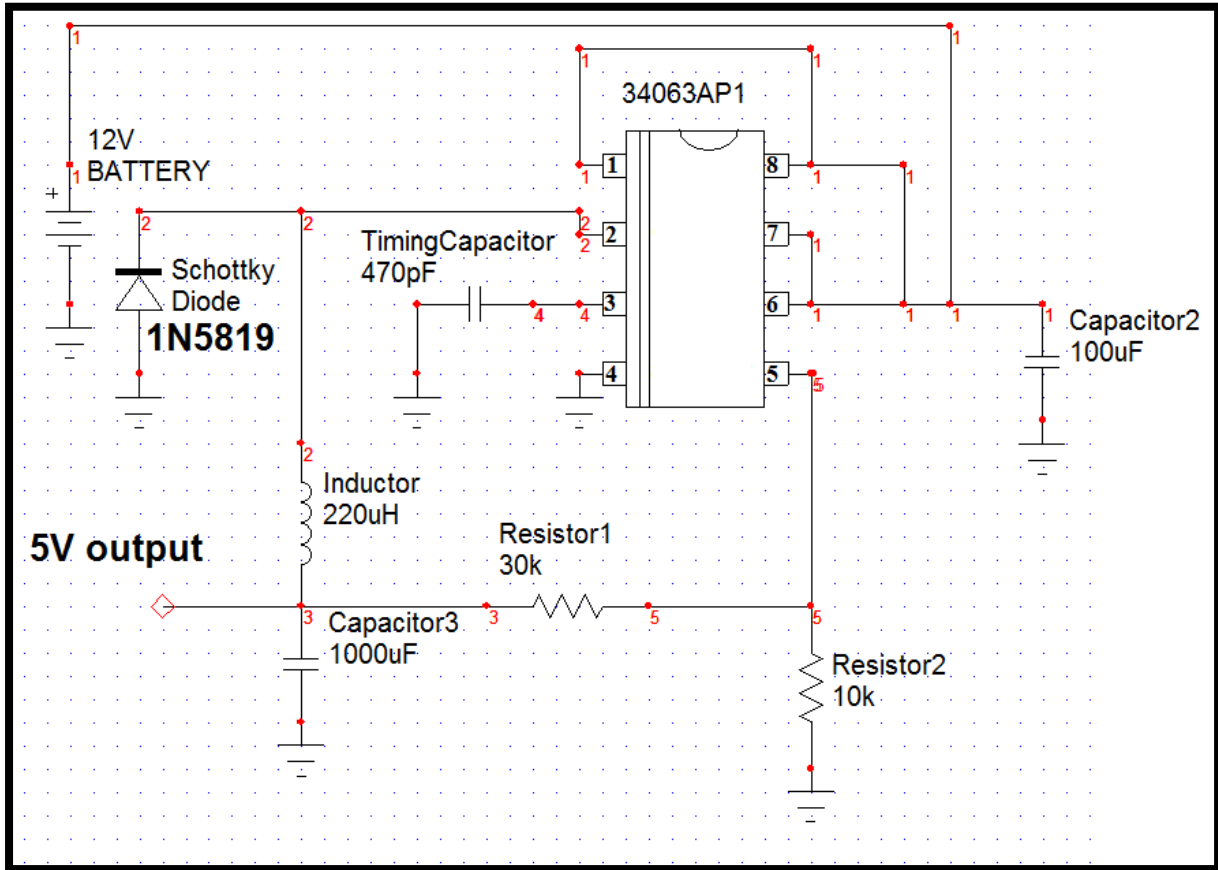 1
1
1
1
34063AP1
12V
BATTERY
1
+
1
1
8
1
1
2
2
2
2
2
7
1
TimingCapacitor
470pF
Schottky
Diode
1N5819
4
4
3
6
1
1
1
1
Capacitor2
100uF
4
5
5
2
Inductor
220uH
Resistor1
30k
5V output
3
3
5
5
Capacitor3
1000uF
Resistor2
10k